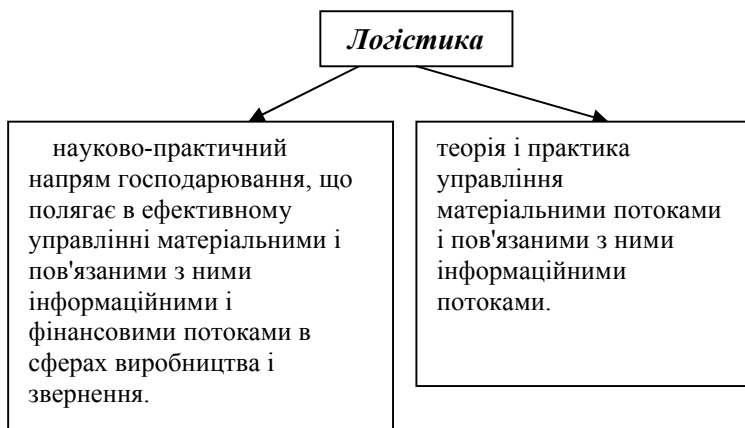 Логістика
науково-практичний
напрям господарювання, що
полягає в ефективному
управлінні матеріальними і
пов'язаними з ними
інформаційними і
фінансовими потоками в
сферах виробництва і
звернення.
теорія і практика
управління
матеріальними потоками
і пов'язаними з ними
інформаційними
потоками.